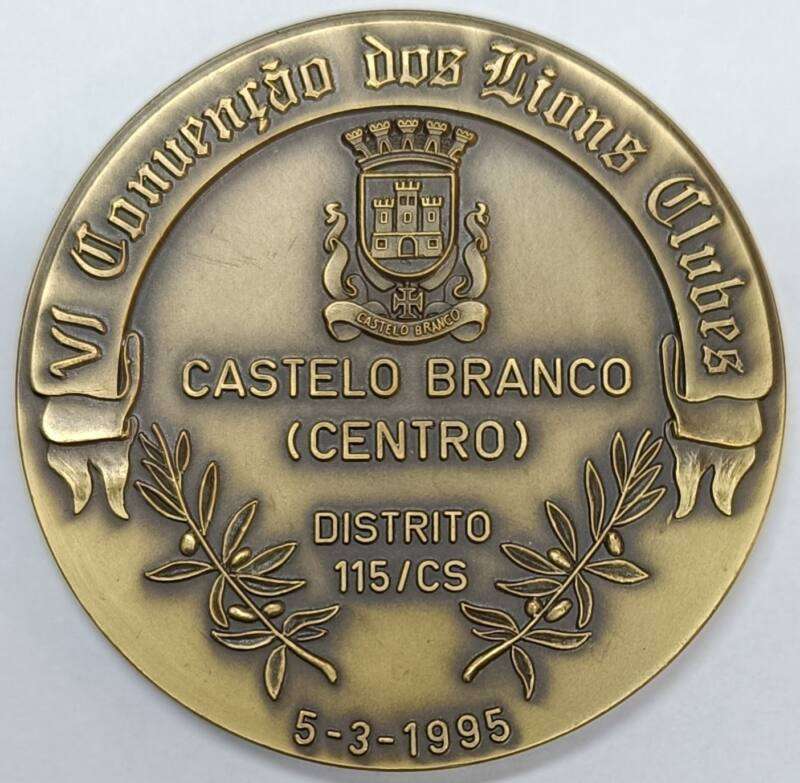 VI Convenção dos Lions Clubes
CASTELO BRANCO
CASTELO BRANCO
(CENTRO)
DISTRITO
115/CS
5-3-1995